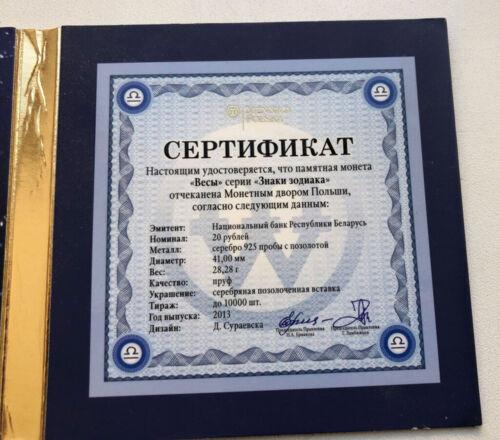 MENNICA
POLSKA
СЕРТИФИКАТ
Настоящим удостоверяется, что памятная монета
«Весы» серии «Знаки зодиака»
отчеканена Монетным двором Польши,
согласно следующим данным:
Эмитент: Национальный банк Республики Беларусь
Номинал: 20 рублей
Металл: серебро 925 пробы с позолотой
Диаметр: 41,00 мм
Вес: 28,28 г
Качество: пруф
Украшение: серебряная позолоченная вставка
Тираж: до 10000 шт.
Год выпуска: 2013
Дизайн: Д. Сураевска